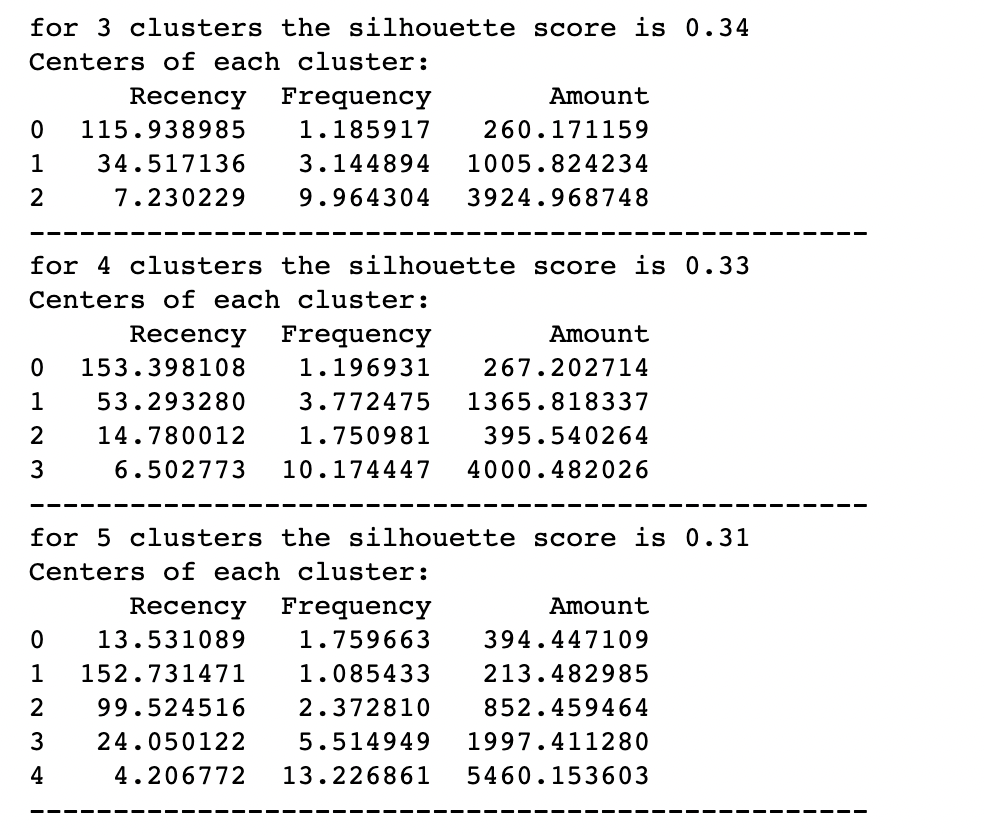 for 3 clusters the silhouette score is 0.34
Centers of each cluster:
      Recency  Frequency       Amount
0  115.938985   1.185917   260.171159
1   34.517136   3.144894  1005.824234
2    7.230229   9.964304  3924.968748
--------------------------------------------------
for 4 clusters the silhouette score is 0.33
Centers of each cluster:
      Recency  Frequency       Amount
0  153.398108   1.196931   267.202714
1   53.293280   3.772475  1365.818337
2   14.780012   1.750981   395.540264
3    6.502773  10.174447  4000.482026
--------------------------------------------------
for 5 clusters the silhouette score is 0.31
Centers of each cluster:
      Recency  Frequency       Amount
0   13.531089   1.759663   394.447109
1  152.731471   1.085433   213.482985
2   99.524516   2.372810   852.459464
3   24.050122   5.514949  1997.411280
4    4.206772  13.226861  5460.153603
--------------------------------------------------